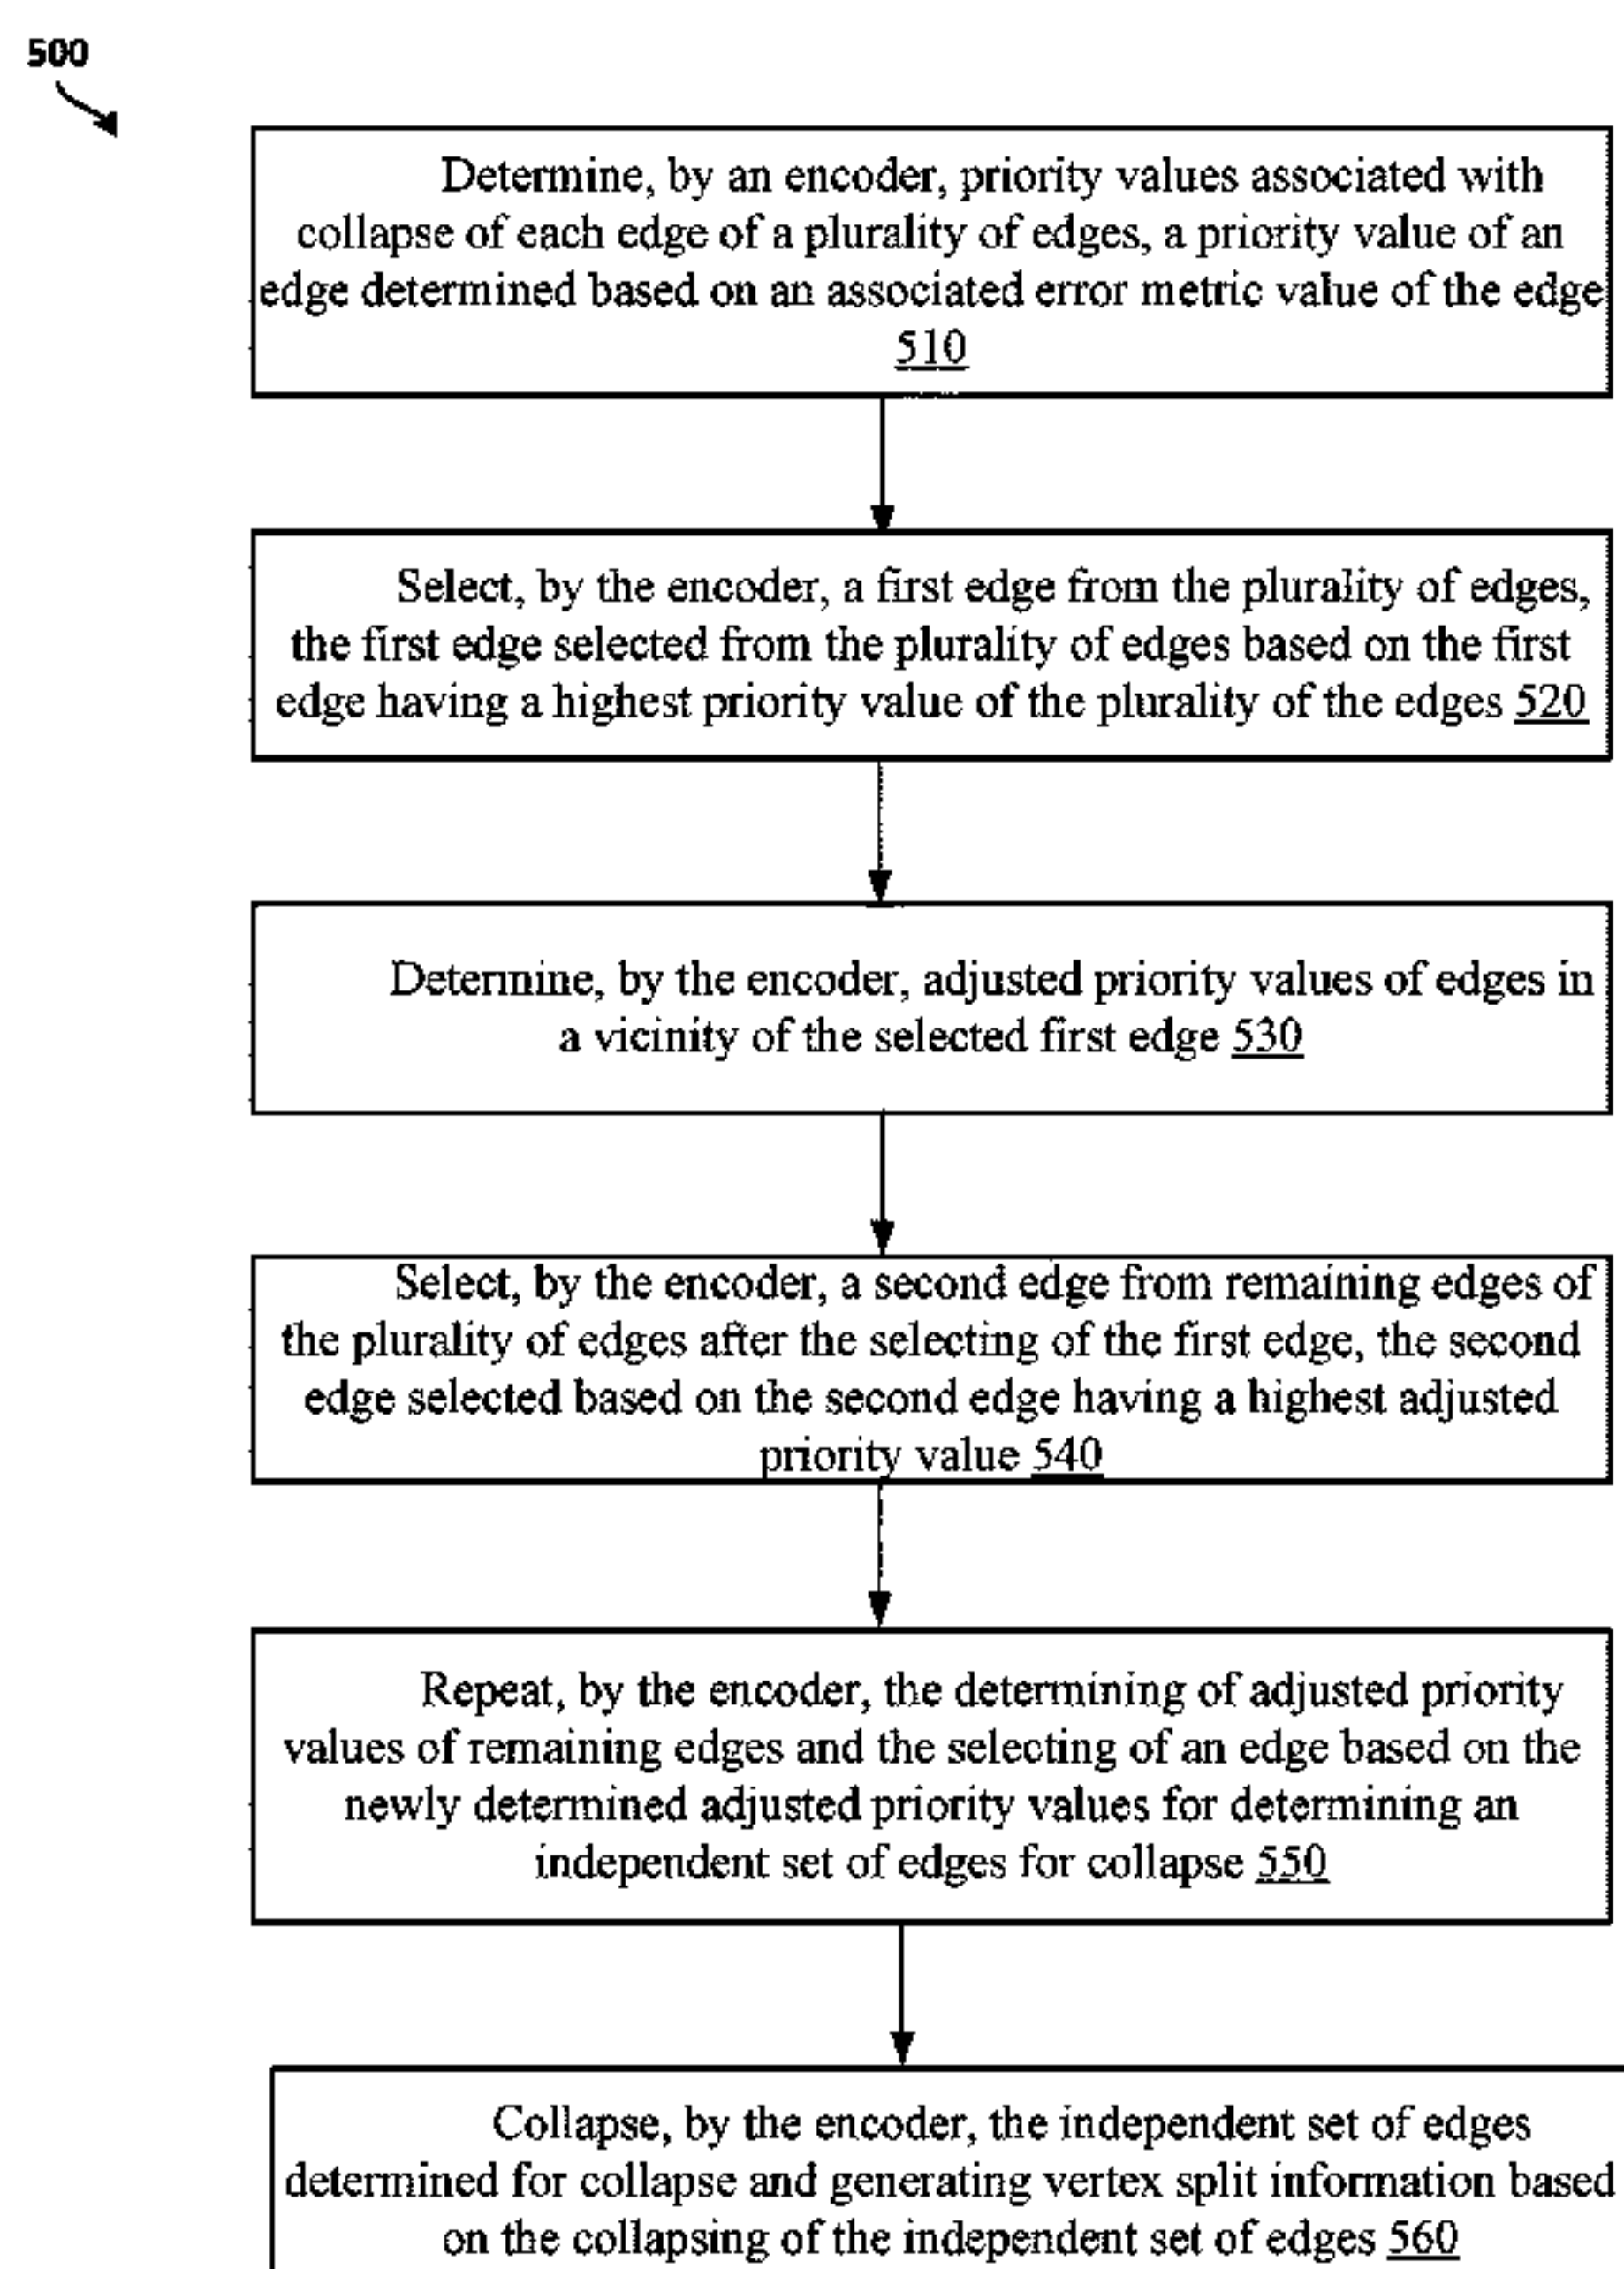 500
Determine, by an encoder, priority values associated with
collapse of each edge of a plurality of edges, a priority value of an
edge determined based on an associated error metric value of the edge
510
Select, by the encoder, a first edge from the plurality of edges,
the first edge selected from the plurality of edges based on the first
edge having a highest priority value of the plurality of the edges 520
Determine, by the encoder, adjusted priority values of edges in
a vicinity of the selected first edge 530
Select, by the encoder, a second edge from remaining edges of
the plurality of edges after the selecting of the first edge, the second
edge selected based on the second edge having a highest adjusted
priority value 540
Repeat, by the encoder, the determining of adjusted priority
values of remaining edges and the selecting of an edge based on the
newly determined adjusted priority values for determining an
independent set of edges for collapse 550
Collapse, by the encoder, the independent set of edges
determined for collapse and generating vertex split information based
on the collapsing of the independent set of edges 560